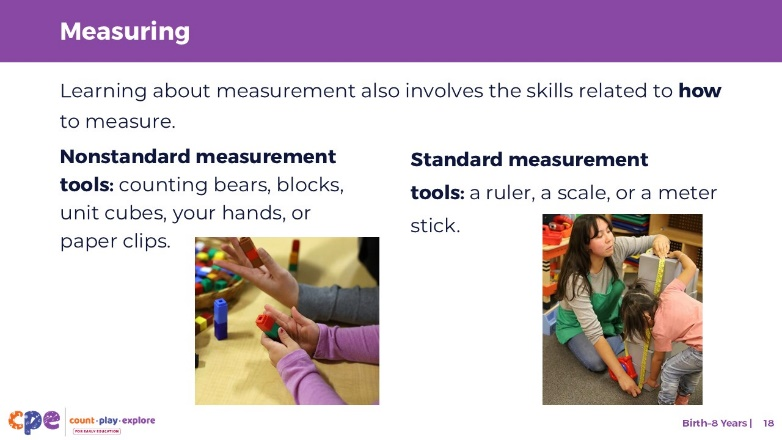 Measuring
Learning about measurement also involves the skills related to how
to measure.
Nonstandard measurement
tools: counting bears, blocks,
unit cubes, your hands, or
paper clips.
Standard measurement
tools: a ruler, a scale, or a meter
stick.
cpe
count·play·explore
FOR EARLY EDUCATION
Birth–8 Years | 18